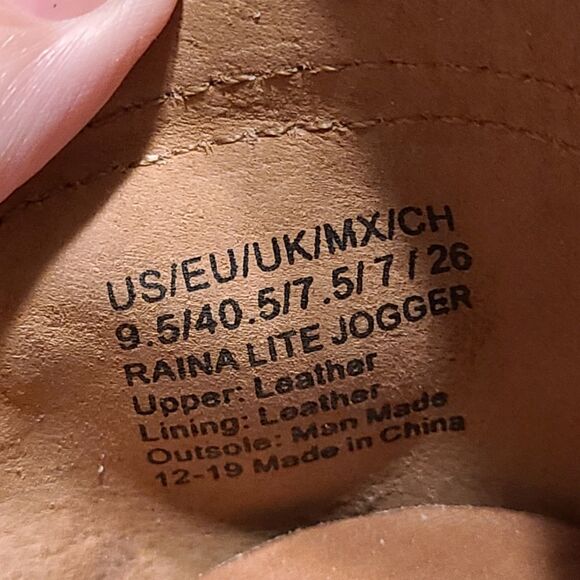 US/EU/UK/MX/CH
9.5/40.5/7.5/7/26
RAINA LITE JOGGER
Upper: Leather
Lining: Leather
Outsole: Man Made
12-19 Made in China